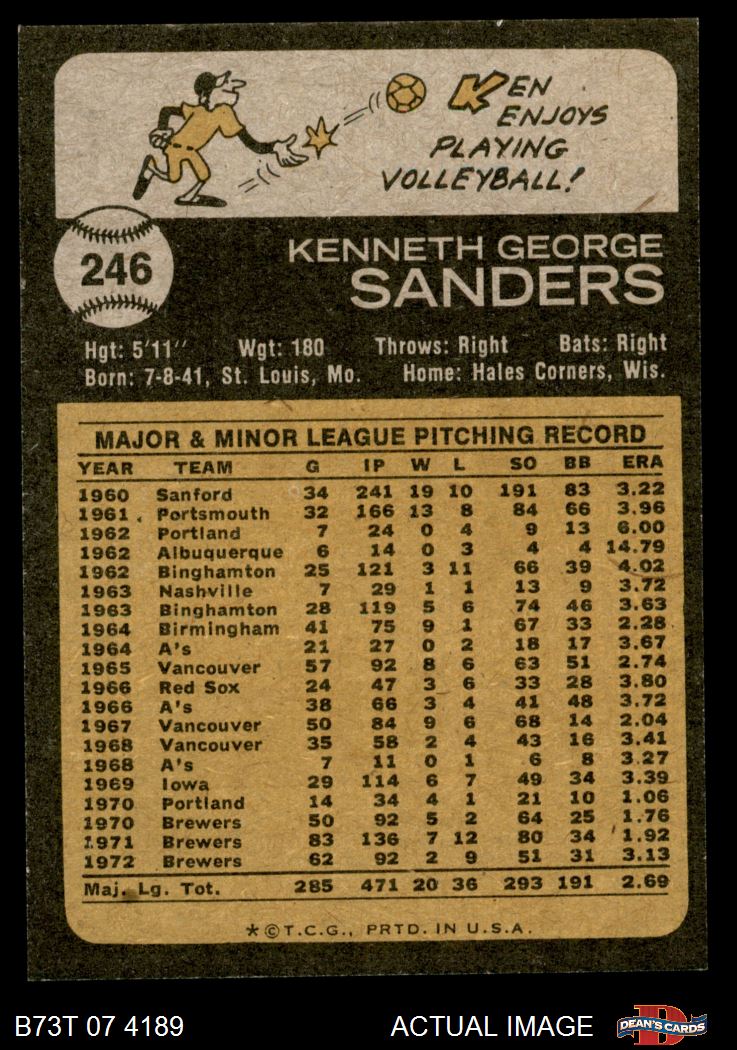 KEN
ENJOYS
PLAYING
VOLLEYBALL!
246
KENNETH GEORGE
SANDERS
Hgt: 5'11" Wgt: 180 Throws: Right Bats: Right
Born: 7-8-41, St. Louis, Mo. Home: Hales Corners, Wis.
MAJOR & MINOR LEAGUE PITCHING RECORD
YEAR TEAM G IP W L SO BB ERA
1960 Sanford 34 241 19 10 191 83 3.22
1961 Portsmouth 32 166 13 8 84 66 3.96
1962 Portland 7 24 0 4 9 13 6.00
1962 Albuquerque 6 14 0 3 4 4 14.79
1962 Binghamton 25 121 3 11 66 39 4.02
1963 Nashville 7 29 1 1 13 9 3.72
1963 Binghamton 28 119 5 6 74 46 3.63
1964 Birmingham 41 75 9 1 67 33 2.28
1964 A's 21 27 0 2 18 17 3.67
1965 Vancouver 57 92 8 6 63 51 2.74
1966 Red Sox 24 47 3 6 33 28 3.80
1966 A's 38 66 3 4 41 48 3.72
1967 Vancouver 50 84 9 6 68 14 2.04
1968 Vancouver 35 58 2 4 43 16 3.41
1968 A's 7 11 0 1 6 8 3.27
1969 Iowa 29 114 6 7 49 34 3.39
1970 Portland 14 34 4 1 21 10 1.06
1970 Brewers 50 92 5 2 64 25 1.76
1971 Brewers 83 136 7 12 80 34 1.92
1972 Brewers 62 92 2 9 51 31 3.13
Maj. Lg. Tot. 285 471 20 36 293 191 2.69
*©T.C.G., PRTD. IN U.S.A.
B73T 07 4189 ACTUAL IMAGE D DEAN'S CARDS